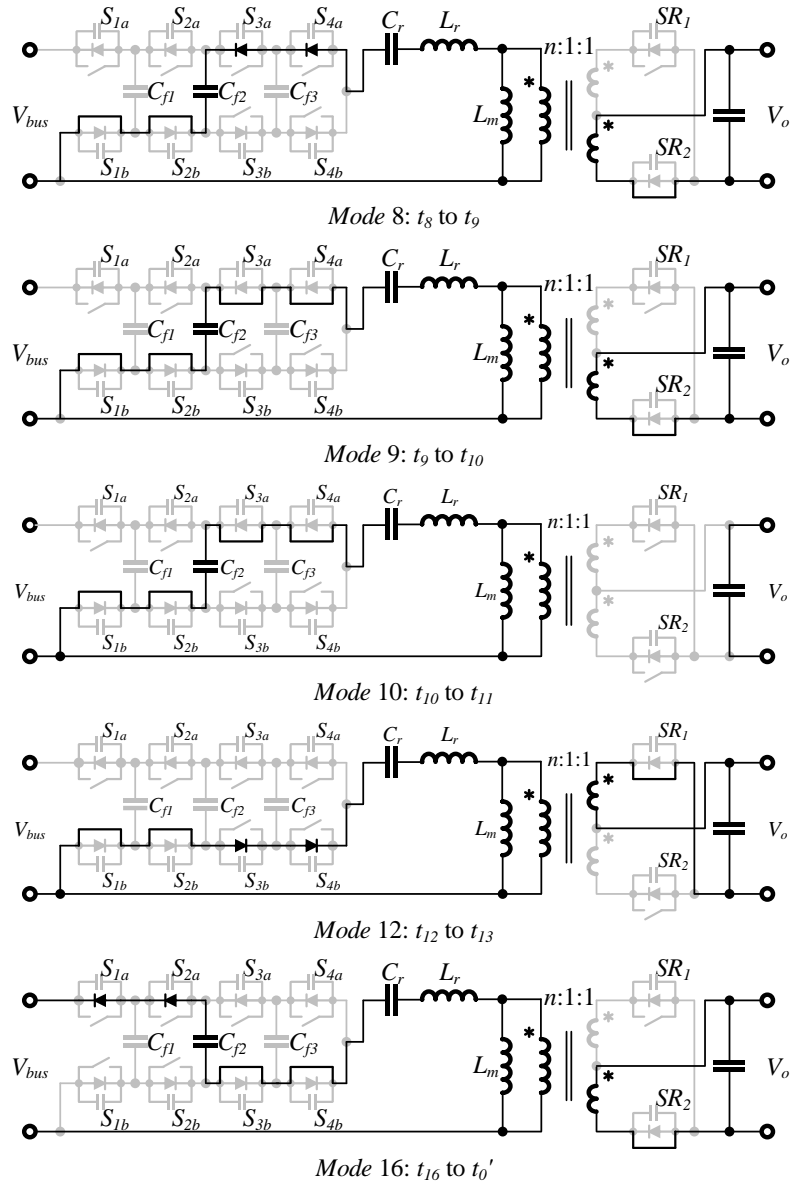 S1a S2a S3a S4a Cr Lr n:1:1 SR1
* *
Vbus Cf1 Cf2 Cf3 Lm * Vo
S1b S2b S3b S4b SR2
Mode 8: t8 to t9
S1a S2a S3a S4a Cr Lr n:1:1 SR1
* *
Vbus Cf1 Cf2 Cf3 Lm * Vo
S1b S2b S3b S4b SR2
Mode 9: t9 to t10
S1a S2a S3a S4a Cr Lr n:1:1 SR1
* *
Vbus Cf1 Cf2 Cf3 Lm * Vo
S1b S2b S3b S4b SR2
Mode 10: t10 to t11
S1a S2a S3a S4a Cr Lr n:1:1 SR1
* *
Vbus Cf1 Cf2 Cf3 Lm * Vo
S1b S2b S3b S4b SR2
Mode 12: t12 to t13
S1a S2a S3a S4a Cr Lr n:1:1 SR1
* *
Vbus Cf1 Cf2 Cf3 Lm * Vo
S1b S2b S3b S4b SR2
Mode 16: t16 to t0'